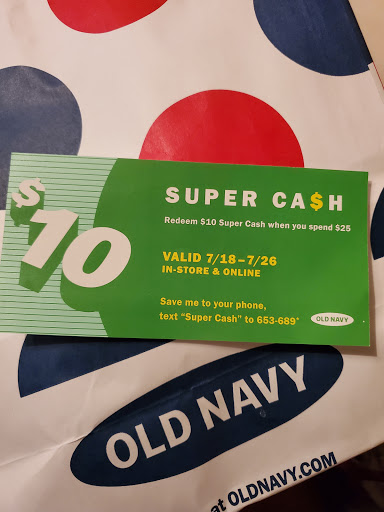 $10
SUPER CA$H
Redeem $10 Super Cash when you spend $25
VALID 7/18–7/26
IN-STORE & ONLINE
Save me to your phone,
text “Super Cash” to 653-689*
OLD NAVY
OLD NAVY
at OLDNAVY.COM